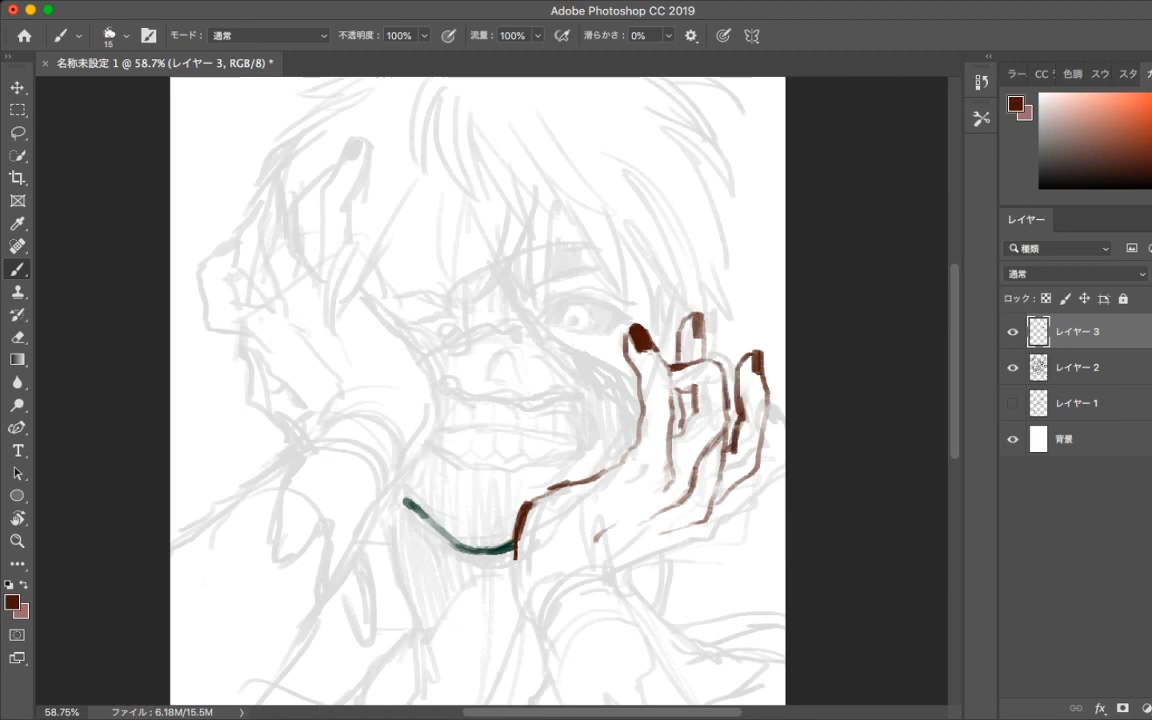 Adobe Photoshop CC 2019
15 モード： 通常 不透明度： 100% 流量： 100% 滑らかさ： 0%
× 名称未設定 1 @ 58.7% (レイヤー 3, RGB/8) *
ラー CC 色調 スウ スタ
レイヤー
種類
通常
ロック：
レイヤー 3
レイヤー 2
レイヤー 1
背景
fx
58.75% ファイル : 6.18M/15.5M